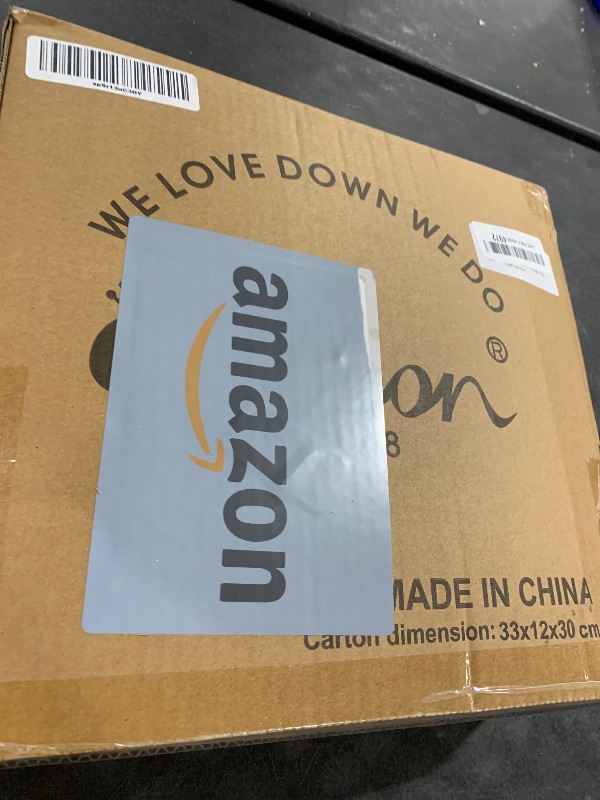 WE LOVE DOWN WE DO
®
on
8
amazon
MADE IN CHINA
Carton dimension: 33x12x30 cm